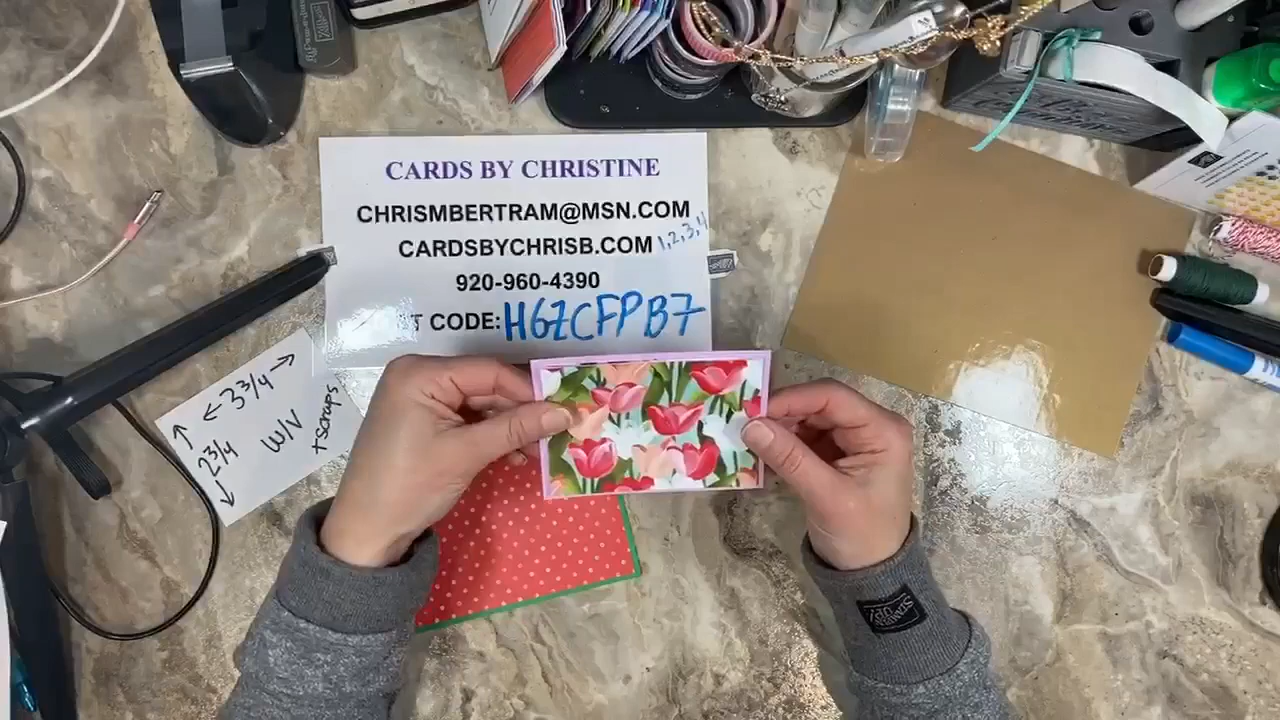 CARDS BY CHRISTINE
CHRISMBERTRAM@MSN.COM
CARDSBYCHRISB.COM 1,2,3,4
920-960-4390
T CODE: H6ZCFPB7
← 3 3/4 →
← 2 3/4 →
W/V
+scraps